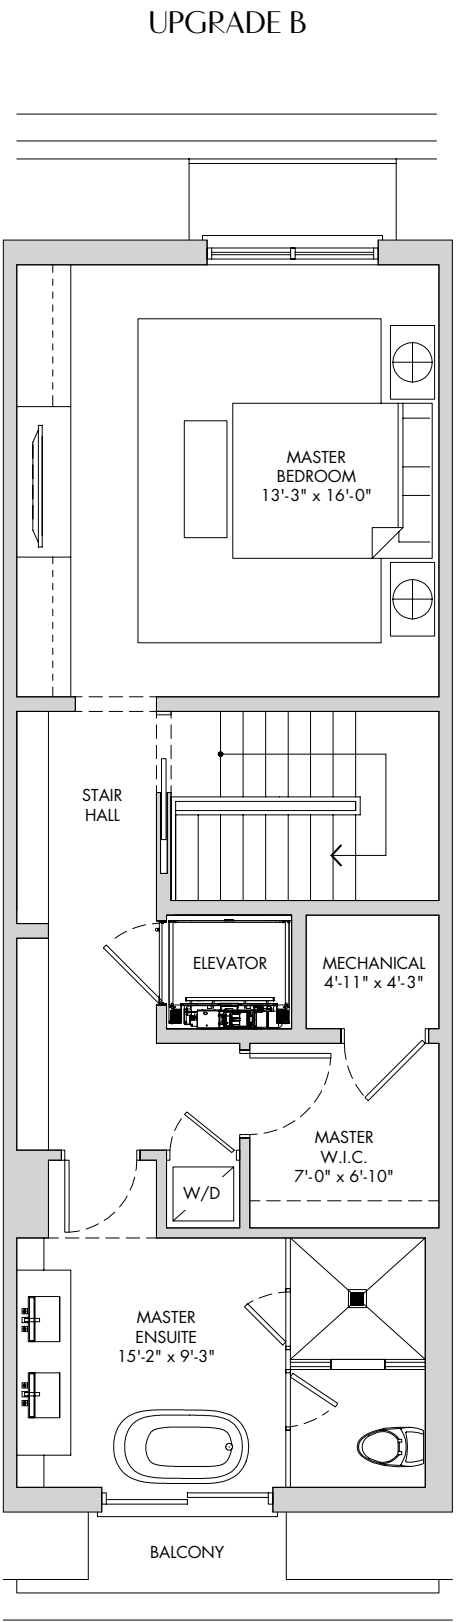 UPGRADE B
MASTER
BEDROOM
13'-3" x 16'-0"
STAIR
HALL
ELEVATOR
MECHANICAL
4'-11" x 4'-3"
MASTER
W.I.C.
7'-0" x 6'-10"
W/D
MASTER
ENSUITE
15'-2" x 9'-3"
BALCONY